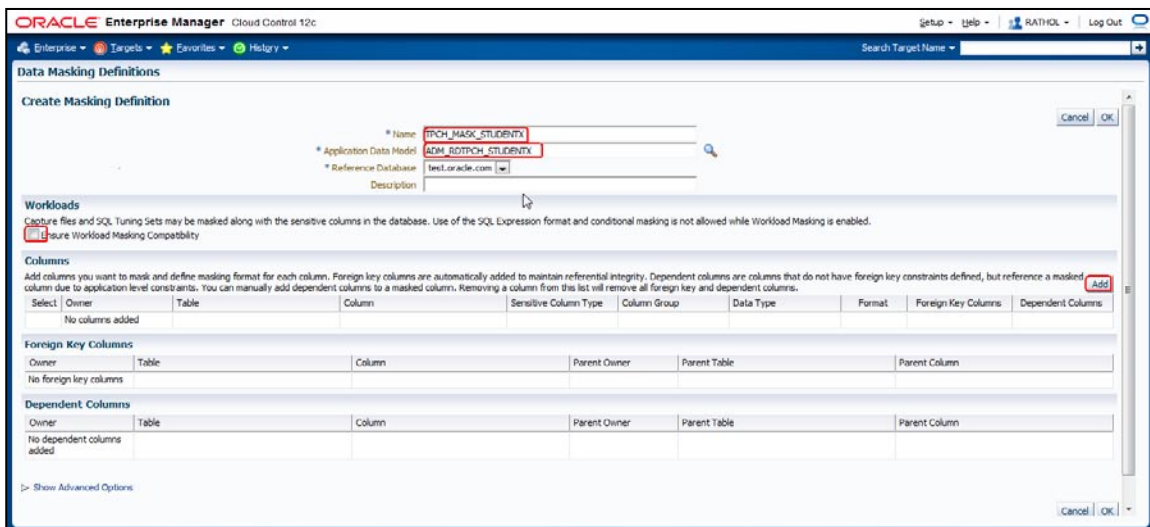 ORACLE Enterprise Manager Cloud Control 12c
Setup Help RATHOL Log Out
Enterprise Targets Favorites History Search Target Name
Data Masking Definitions
Create Masking Definition
Cancel OK
* Name TPCH_MASK_STUDENTX
* Application Data Model ADM_RDTPCH_STUDENTX
* Reference Database test.oracle.com
Description
Workloads
Capture files and SQL Tuning Sets may be masked along with the sensitive columns in the database. Use of the SQL Expression format and conditional masking is not allowed while Workload Masking is enabled.
Ensure Workload Masking Compatibility
Columns
Add columns you want to mask and define masking format for each column. Foreign key columns are automatically added to maintain referential integrity. Dependent columns are columns that do not have foreign key constraints defined, but reference a masked
column due to application level constraints. You can manually add dependent columns to a masked column. Removing a column from this list will remove all foreign key and dependent columns.
Add
Select Owner Table Column Sensitive Column Type Column Group Data Type Format Foreign Key Columns Dependent Columns
No columns added
Foreign Key Columns
Owner Table Column Parent Owner Parent Table Parent Column
No foreign key columns
Dependent Columns
Owner Table Column Parent Owner Parent Table Parent Column
No dependent columns
added
Show Advanced Options
Cancel OK